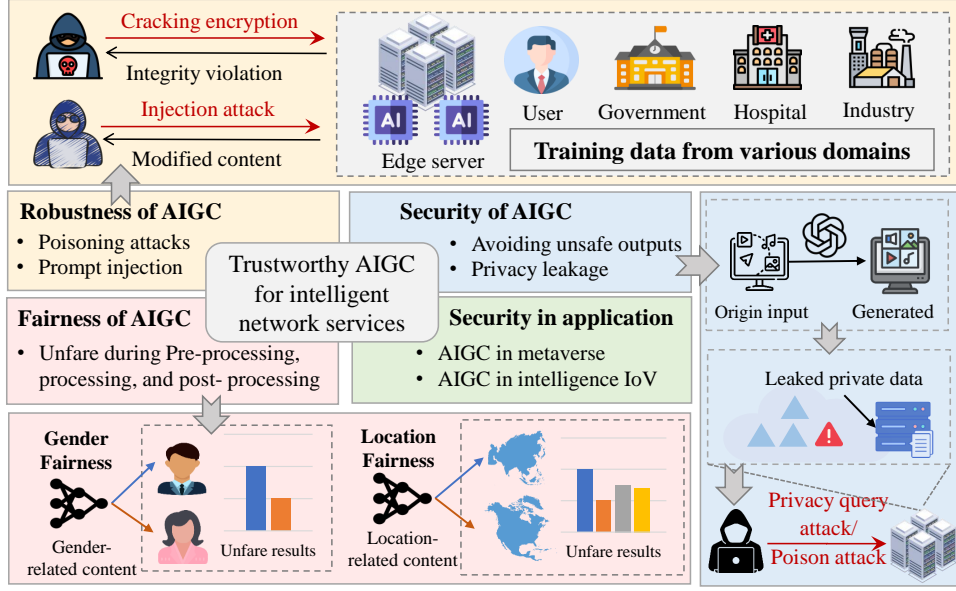 Cracking encryption
Integrity violation
Injection attack
Modified content
AI
AI
Edge server
User
Government
Hospital
Industry
Training data from various domains
Robustness of AIGC
• Poisoning attacks
• Prompt injection
Security of AIGC
• Avoiding unsafe outputs
• Privacy leakage
Trustworthy AIGC
for intelligent
network services
Fairness of AIGC
• Unfare during Pre-processing,
processing, and post- processing
Security in application
• AIGC in metaverse
• AIGC in intelligence IoV
Origin input
Generated
Leaked private data
Privacy query
attack/
Poison attack
Gender
Fairness
Gender-
related content
Unfare results
Location
Fairness
Location-
related content
Unfare results